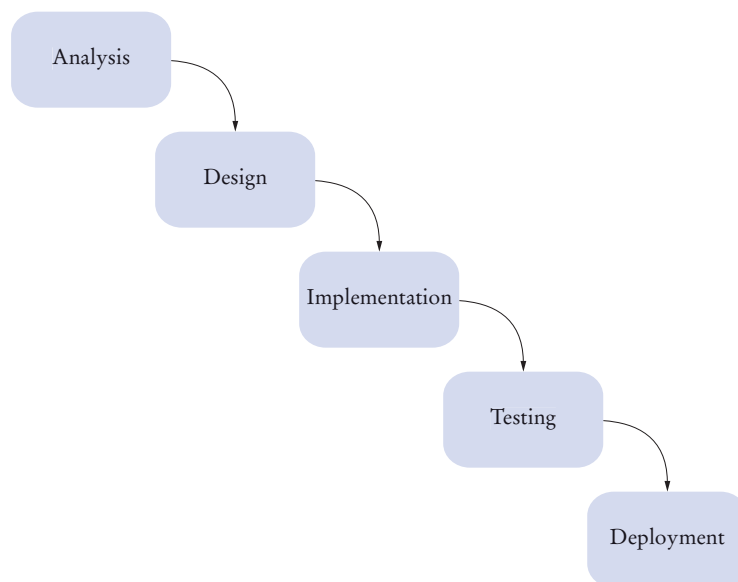 Analysis
Design
Implementation
Testing
Deployment